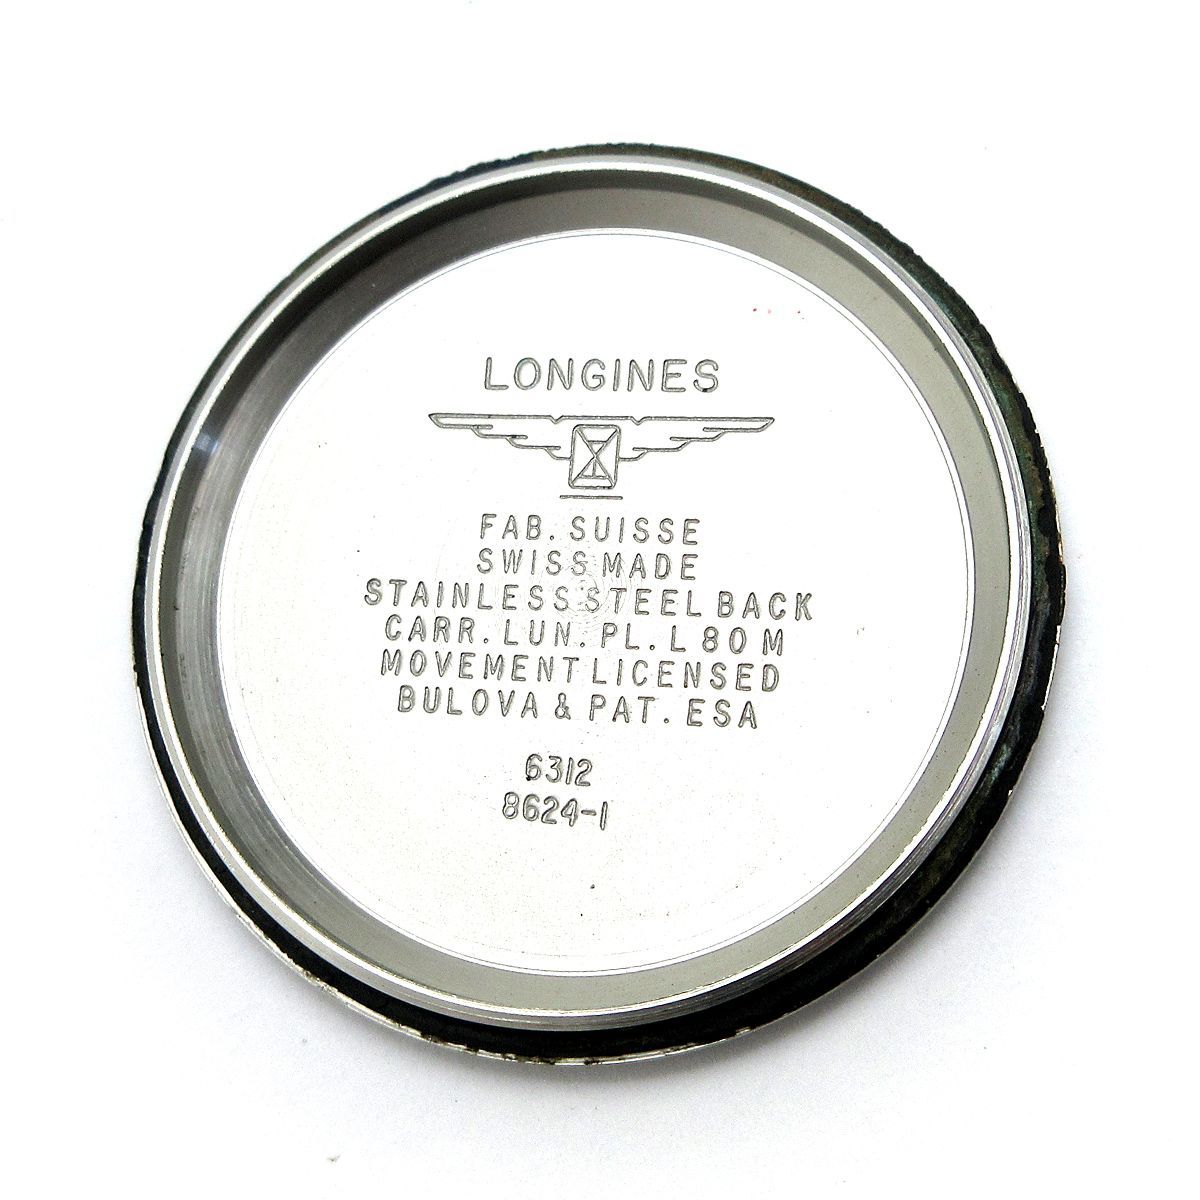 LONGINES
FAB. SUISSE
SWISS MADE
STAINLESS STEEL BACK
CARR. LUN. PL. L 80 M
MOVEMENT LICENSED
BULOVA & PAT. ESA
6312
8624-1